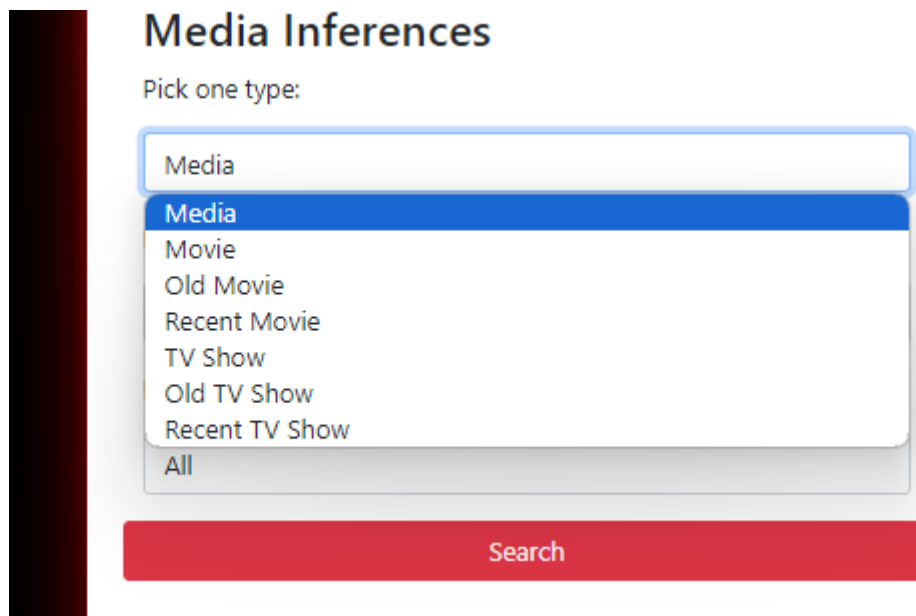 Media Inferences
Pick one type:
Media
Media
Movie
Old Movie
Recent Movie
TV Show
Old TV Show
Recent TV Show
All
Search